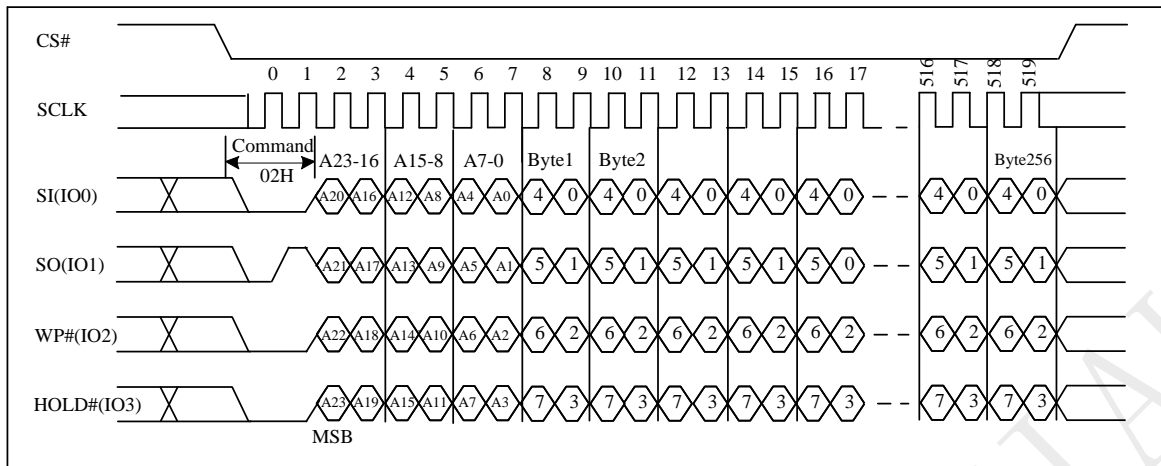 CS#
0 1 2 3 4 5 6 7 8 9 10 11 12 13 14 15 16 17 516 517 518 519
SCLK
Command A23-16 A15-8 A7-0 Byte1 Byte2 Byte256
02H
SI(IO0) A20 A16 A12 A8 A4 A0 4 0 4 0 4 0 4 0 4 0 4 0 4 0
SO(IO1) A21 A17 A13 A9 A5 A1 5 1 5 1 5 1 5 1 5 0 5 1 5 1
WP#(IO2) A22 A18 A14 A10 A6 A2 6 2 6 2 6 2 6 2 6 2 6 2 6 2
HOLD#(IO3) A23 A19 A15 A11 A7 A3 7 3 7 3 7 3 7 3 7 3 7 3 7 3
MSB